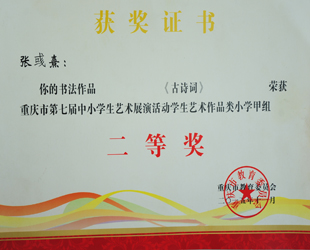 获奖证书
张彧熹：
你的书法作品 《古诗词》 荣获
重庆市第七届中小学生艺术展演活动学生艺术作品类小学甲组
二等奖
重庆市教育委员会